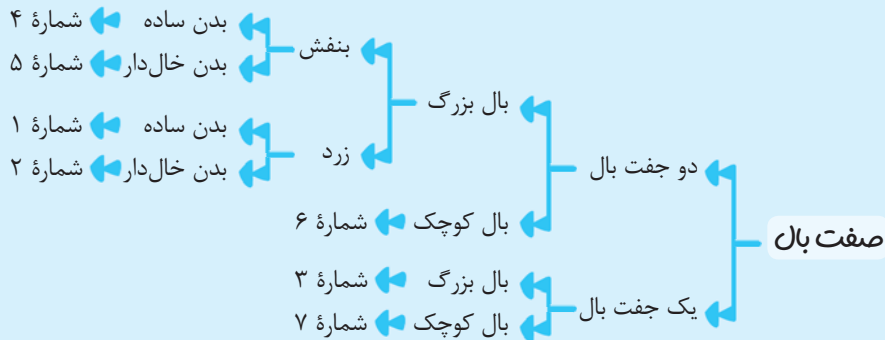 صفت بال
دو جفت بال
بال بزرگ
بنفش
بدن ساده شمارهٔ ۴
بدن خال‌دار شمارهٔ ۵
زرد
بدن ساده شمارهٔ ۱
بدن خال‌دار شمارهٔ ۲
بال کوچک شمارهٔ ۶
یک جفت بال
بال بزرگ شمارهٔ ۳
بال کوچک شمارهٔ ۷